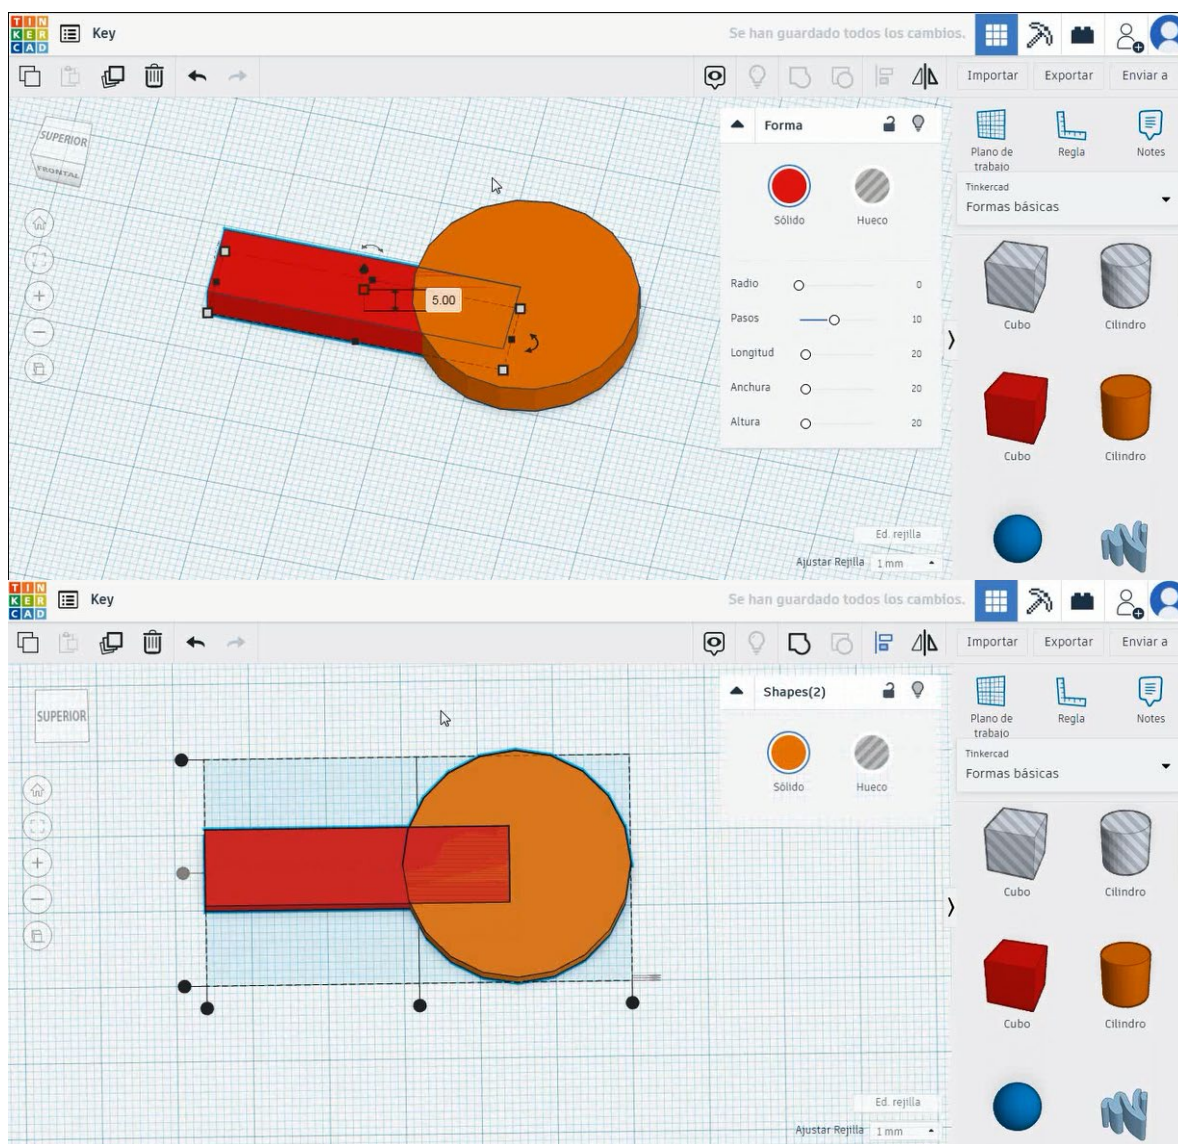 TIN
KER
CAD
Key
Se han guardado todos los cambios.
Importar
Exportar
Enviar a
SUPERIOR
FRONTAL
5.00
Forma
Sólido
Hueco
Radio 0
Pasos 10
Longitud 20
Anchura 20
Altura 20
Plano de
trabajo
Regla
Notes
Tinkercad
Formas básicas
Cubo
Cilindro
Cubo
Cilindro
Ed. rejilla
Ajustar Rejilla 1 mm
TIN
KER
CAD
Key
Se han guardado todos los cambios.
Importar
Exportar
Enviar a
SUPERIOR
Shapes(2)
Sólido
Hueco
Plano de
trabajo
Regla
Notes
Tinkercad
Formas básicas
Cubo
Cilindro
Cubo
Cilindro
Ed. rejilla
Ajustar Rejilla 1 mm